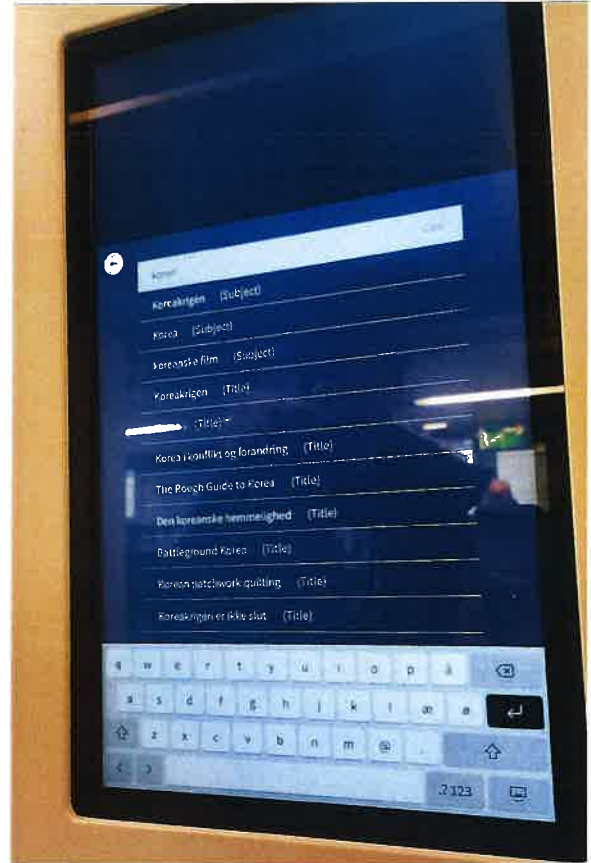 Koreakrigen (Subject)
Korea (Subject)
koreanske film (Subject)
Koreakrigen (Title)
(Title)
Korea i konflikt og forandring (Title)
The Rough Guide to Korea (Title)
Den koreanske hemmelighed (Title)
Battleground Korea (Title)
Korean patchwork quilting (Title)
Koreakrigen er ikke slut (Title)
q w e r t y u i o p å
a s d f g h j k l æ ø
z x c v b n m @ .
< > .?123